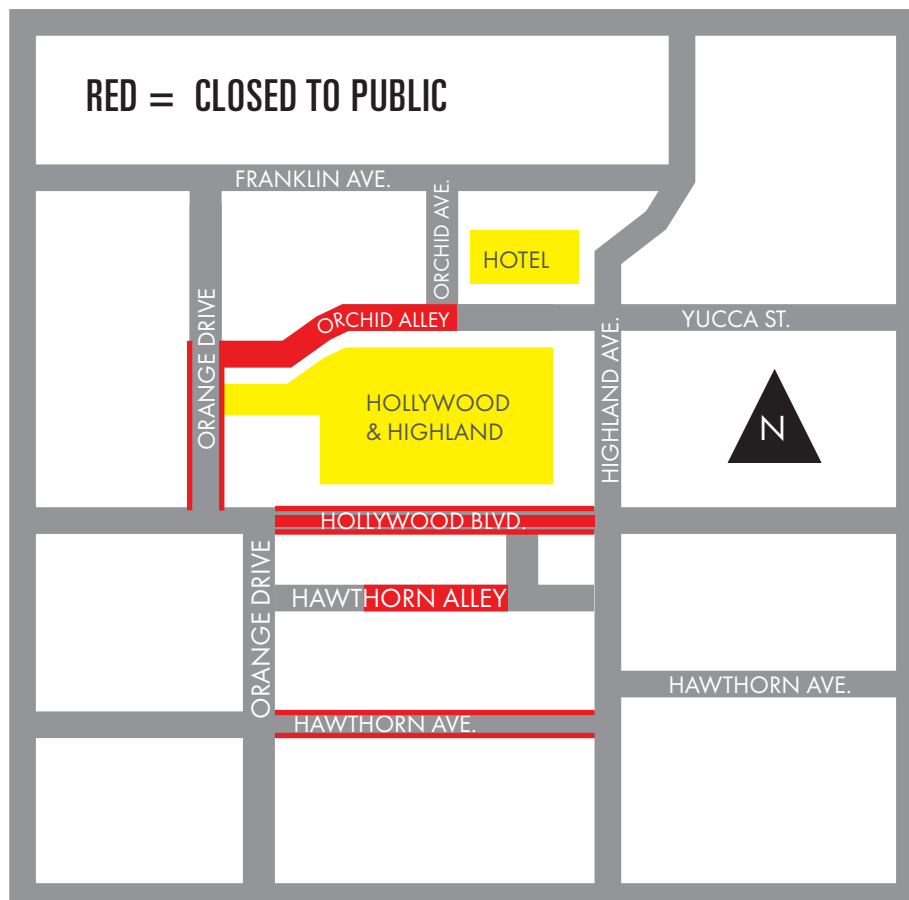 RED = CLOSED TO PUBLIC
FRANKLIN AVE.
ORCHID AVE.
HOTEL
ORANGE DRIVE
ORCHID ALLEY
YUCCA ST.
HIGHLAND AVE.
HOLLYWOOD
& HIGHLAND
N
HOLLYWOOD BLVD.
ORANGE DRIVE
HAWTHORN ALLEY
HAWTHORN AVE.
HAWTHORN AVE.